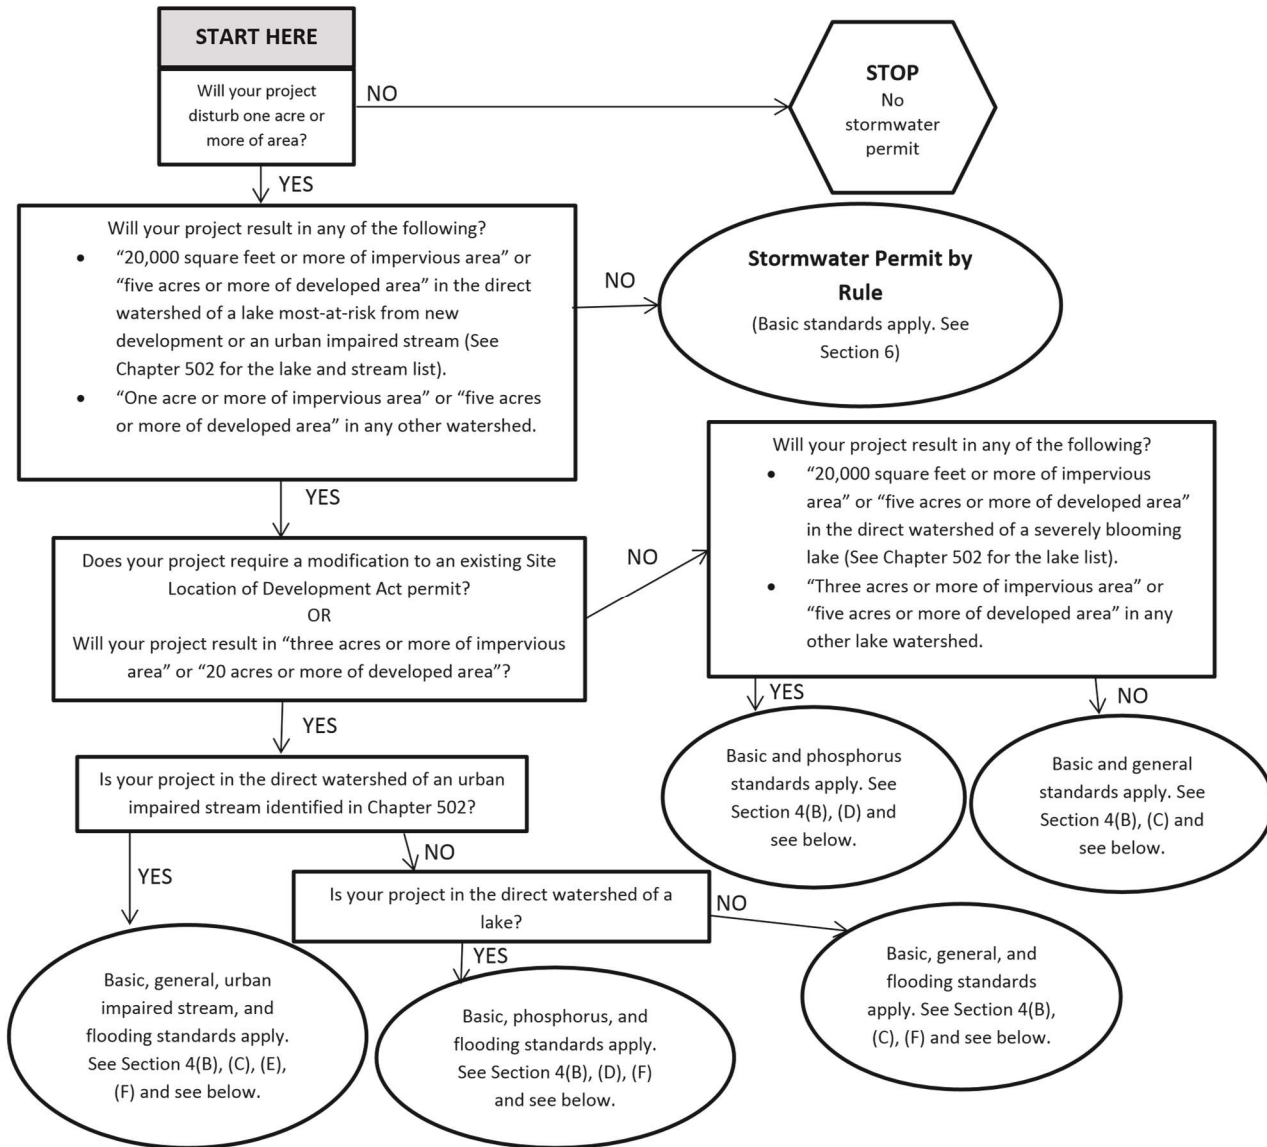 START HERE
Will your project
disturb one acre or
more of area?
NO
STOP
No
stormwater
permit
YES
Will your project result in any of the following?
• “20,000 square feet or more of impervious area” or
“five acres or more of developed area” in the direct
watershed of a lake most-at-risk from new
development or an urban impaired stream (See
Chapter 502 for the lake and stream list).
• “One acre or more of impervious area” or “five acres
or more of developed area” in any other watershed.
NO
Stormwater Permit by
Rule
(Basic standards apply. See
Section 6)
YES
Does your project require a modification to an existing Site
Location of Development Act permit?
OR
Will your project result in “three acres or more of impervious
area” or “20 acres or more of developed area”?
NO
Will your project result in any of the following?
• “20,000 square feet or more of impervious
area” or “five acres or more of developed area”
in the direct watershed of a severely blooming
lake (See Chapter 502 for the lake list).
• “Three acres or more of impervious area” or
“five acres or more of developed area” in any
other lake watershed.
YES
Basic and phosphorus
standards apply. See
Section 4(B), (D) and
see below.
NO
Basic and general
standards apply. See
Section 4(B), (C) and
see below.
YES
Is your project in the direct watershed of an urban
impaired stream identified in Chapter 502?
YES
Basic, general, urban
impaired stream, and
flooding standards apply.
See Section 4(B), (C), (E),
(F) and see below.
NO
Is your project in the direct watershed of a
lake?
YES
Basic, phosphorus, and
flooding standards apply.
See Section 4(B), (D), (F)
and see below.
NO
Basic, general, and
flooding standards
apply. See Section 4(B),
(C), (F) and see below.